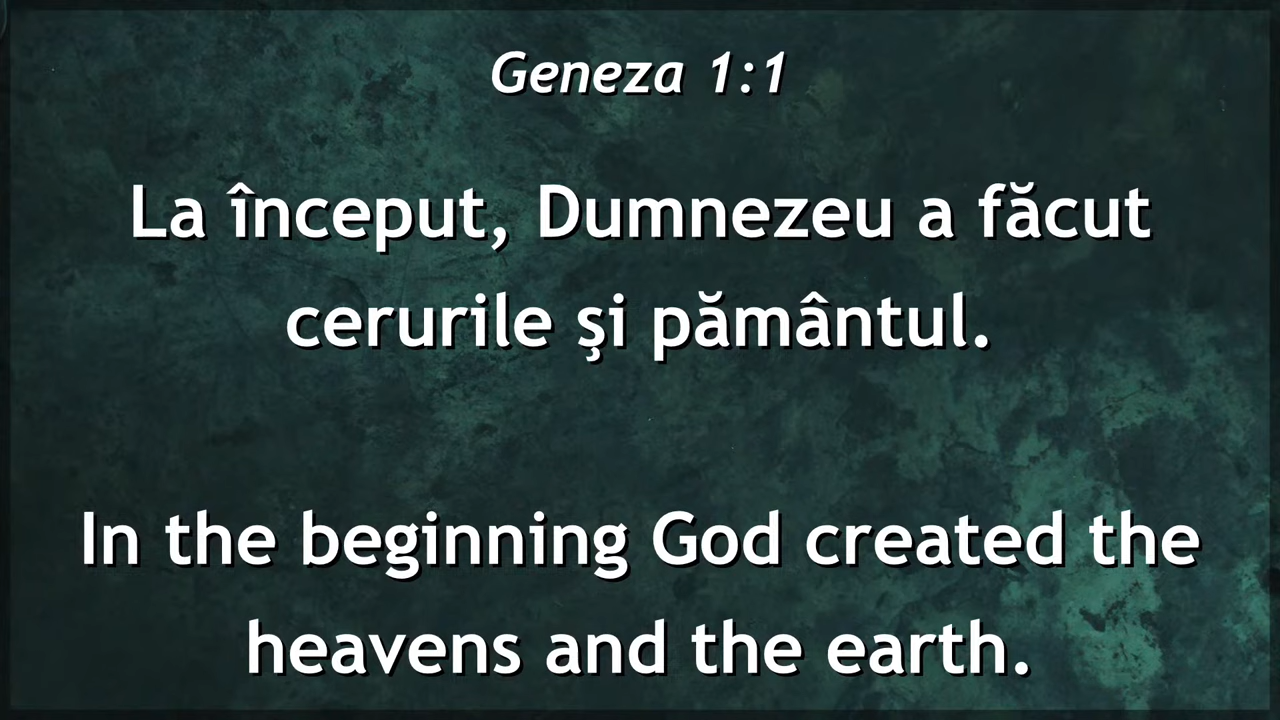 Geneza 1:1
La început, Dumnezeu a făcut
cerurile şi pământul.
In the beginning God created the
heavens and the earth.